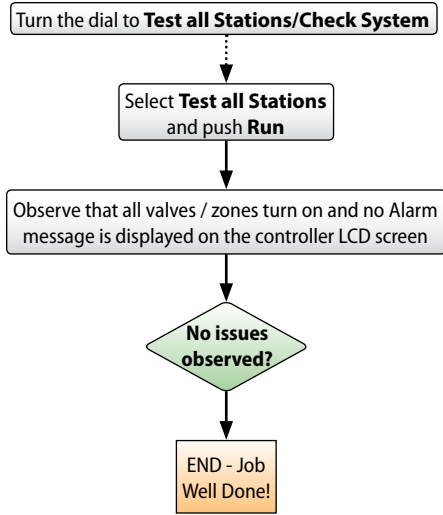 Turn the dial to Test all Stations/Check System
Select Test all Stations
and push Run
Observe that all valves / zones turn on and no Alarm
message is displayed on the controller LCD screen
No issues
observed?
END - Job
Well Done!